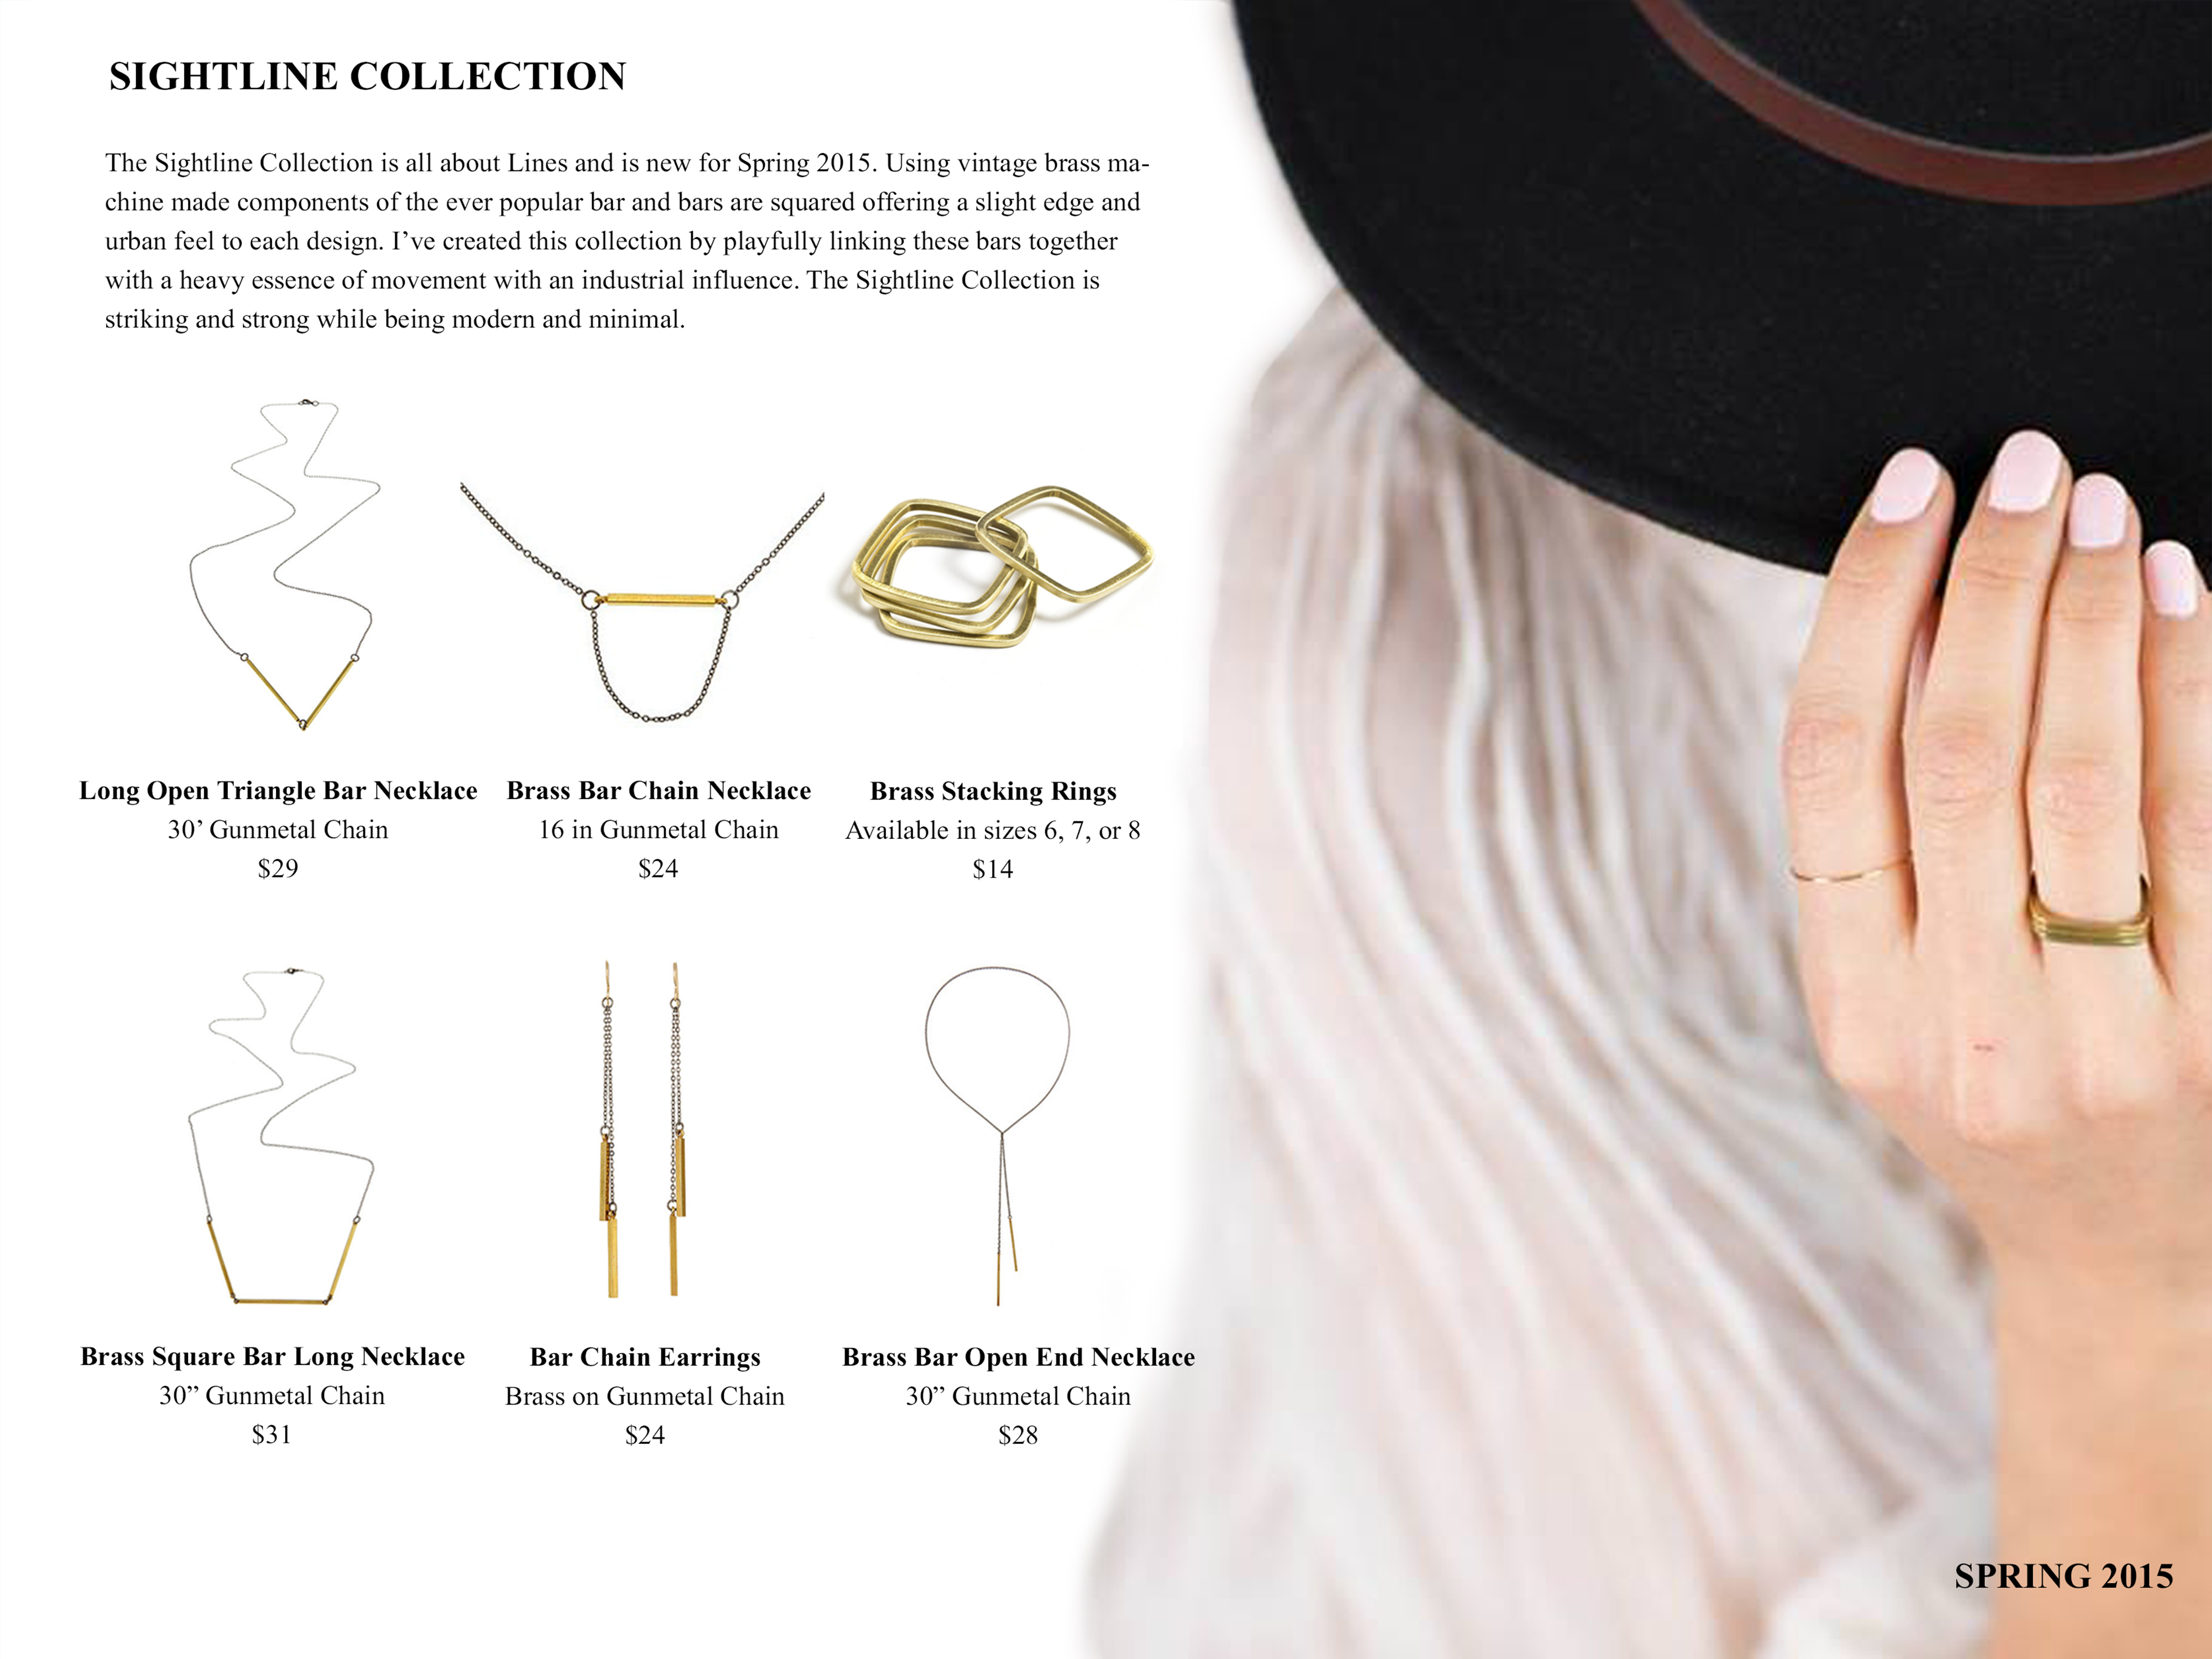 SIGHTLINE COLLECTION
The Sightline Collection is all about Lines and is new for Spring 2015. Using vintage brass ma-
chine made components of the ever popular bar and bars are squared offering a slight edge and
urban feel to each design. I’ve created this collection by playfully linking these bars together
with a heavy essence of movement with an industrial influence. The Sightline Collection is
striking and strong while being modern and minimal.
Long Open Triangle Bar Necklace
30’ Gunmetal Chain
$29
Brass Bar Chain Necklace
16 in Gunmetal Chain
$24
Brass Stacking Rings
Available in sizes 6, 7, or 8
$14
Brass Square Bar Long Necklace
30” Gunmetal Chain
$31
Bar Chain Earrings
Brass on Gunmetal Chain
$24
Brass Bar Open End Necklace
30” Gunmetal Chain
$28
SPRING 2015